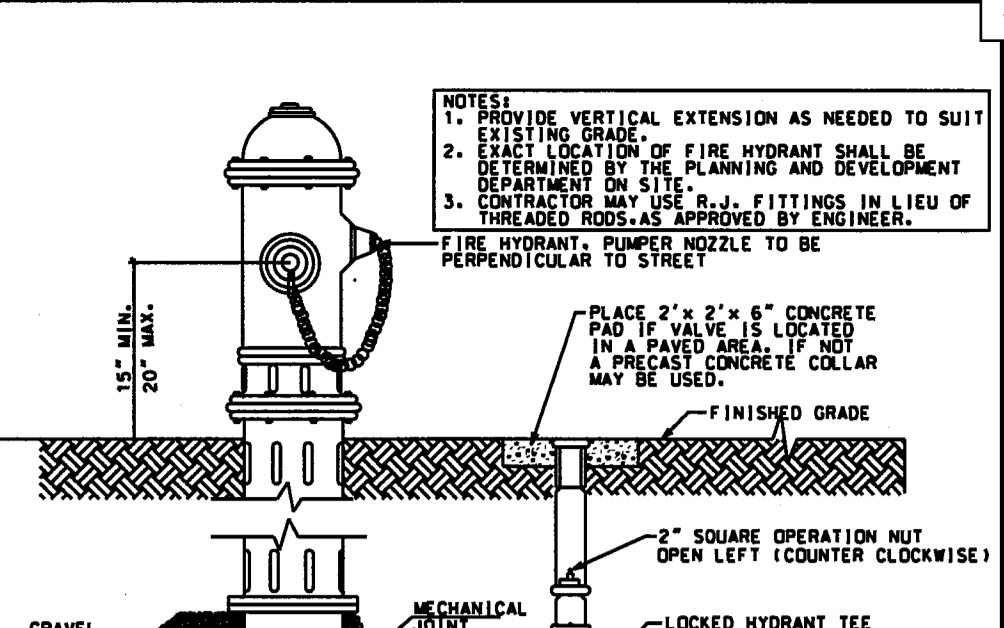 NOTES:
1. PROVIDE VERTICAL EXTENSION AS NEEDED TO SUIT
EXISTING GRADE.
2. EXACT LOCATION OF FIRE HYDRANT SHALL BE
DETERMINED BY THE PLANNING AND DEVELOPMENT
DEPARTMENT ON SITE.
3. CONTRACTOR MAY USE R.J. FITTINGS IN LIEU OF
THREADED RODS.AS APPROVED BY ENGINEER.
FIRE HYDRANT. PUMPER NOZZLE TO BE
PERPENDICULAR TO STREET
15" MIN.
20" MAX.
PLACE 2'x 2'x 6" CONCRETE
PAD IF VALVE IS LOCATED
IN A PAVED AREA. IF NOT
A PRECAST CONCRETE COLLAR
MAY BE USED.
FINISHED GRADE
2" SQUARE OPERATION NUT
OPEN LEFT (COUNTER CLOCKWISE)
MECHANICAL
JOINT
LOCKED HYDRANT TEE
GRAVEL